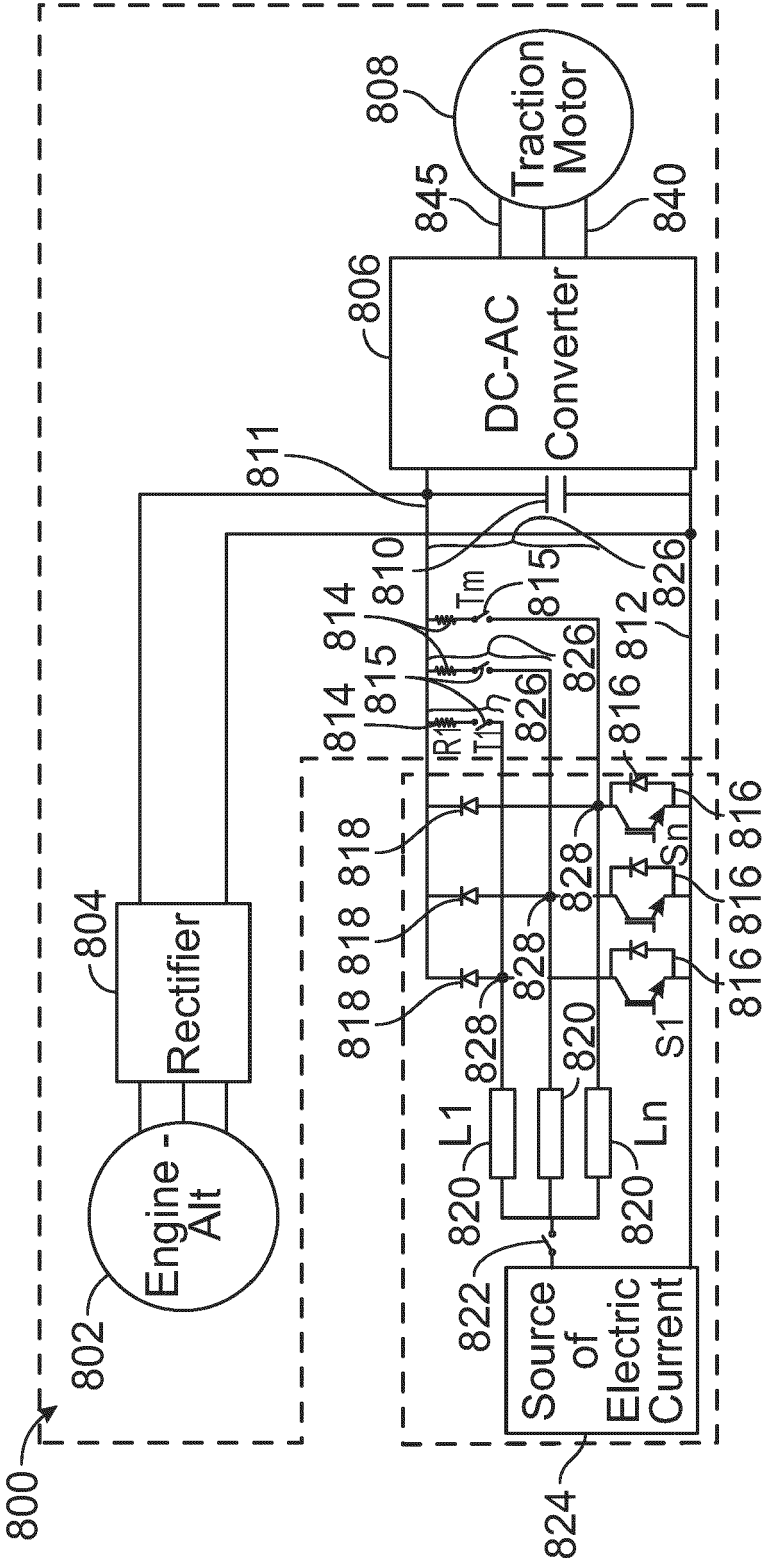 800
802
Engine -
Alt
804
Rectifier
811
806
DC-AC
Converter
845
808
Traction
Motor
840
810
826
812
814
815
814
815
R1
T1
Tm
826
826
818
818
818
828
828
828
816
816
816
816
S1
Sn
L1
Ln
820
820
820
822
Source
of
Electric
Current
824